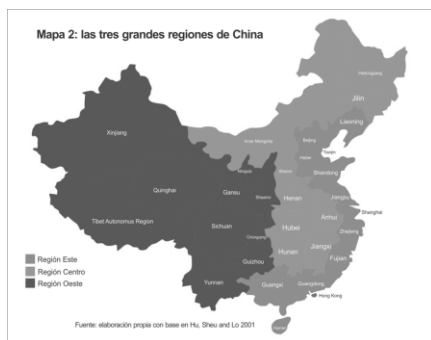 Mapa 2: las tres grandes regiones de China
Heilongjiang
Jilin
Liaoning
Xinjiang
Inner Mongolia
Beijing
Tianjin
Hebei
Ningxia
Shanxi
Shandong
Quinghai
Gansu
Shaanxi
Henan
Jiangsu
Shanghai
Anhui
Tibet Autonomus Region
Sichuan
Hubei
Zhejiang
Chongqing
Hunan
Jiangxi
Guizhou
Fujian
Región Este
Región Centro
Región Oeste
Yunnan
Guangxi
Guangdong
Hong Kong
Hainan
Fuente: elaboración propia con base en Hu, Sheu and Lo 2001